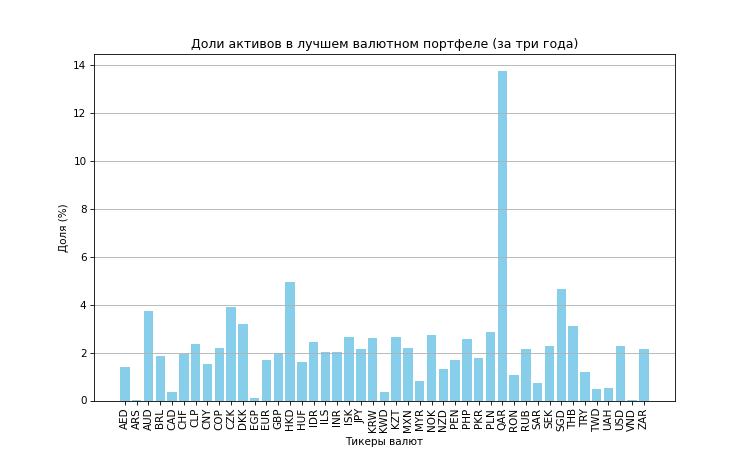 Доли активов в лучшем валютном портфеле (за три года)
Доля (%)
14
12
10
8
6
4
2
0
AED ARS AUD BRL CAD CHF CLP CNY COP CZK DKK EGP EUR GBP HKD HUF IDR ILS INR ISK JPY KRW KWD KZT MXN MYR NOK NZD PEN PHP PKR PLN QAR RON RUB SAR SEK SGD THB TRY TWD UAH USD VND ZAR
Тикеры валют